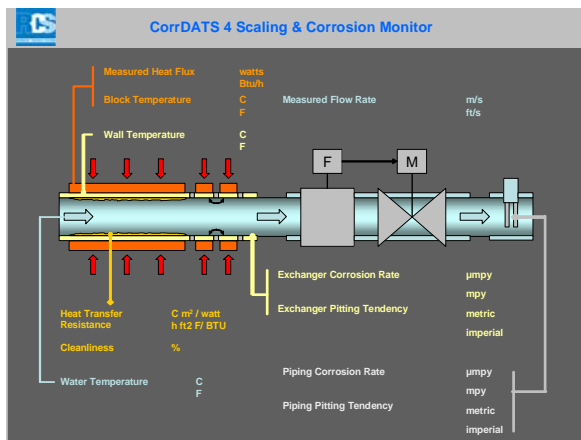 RCS
CorrDATS 4 Scaling & Corrosion Monitor
Measured Heat Flux watts
Btu/h
Block Temperature C
F
Measured Flow Rate m/s
ft/s
Wall Temperature C
F
F M
Exchanger Corrosion Rate µmpy
mpy
Exchanger Pitting Tendency metric
imperial
Heat Transfer C m² / watt
Resistance h ft2 F/ BTU
Cleanliness %
Water Temperature C
F
Piping Corrosion Rate µmpy
mpy
Piping Pitting Tendency metric
imperial